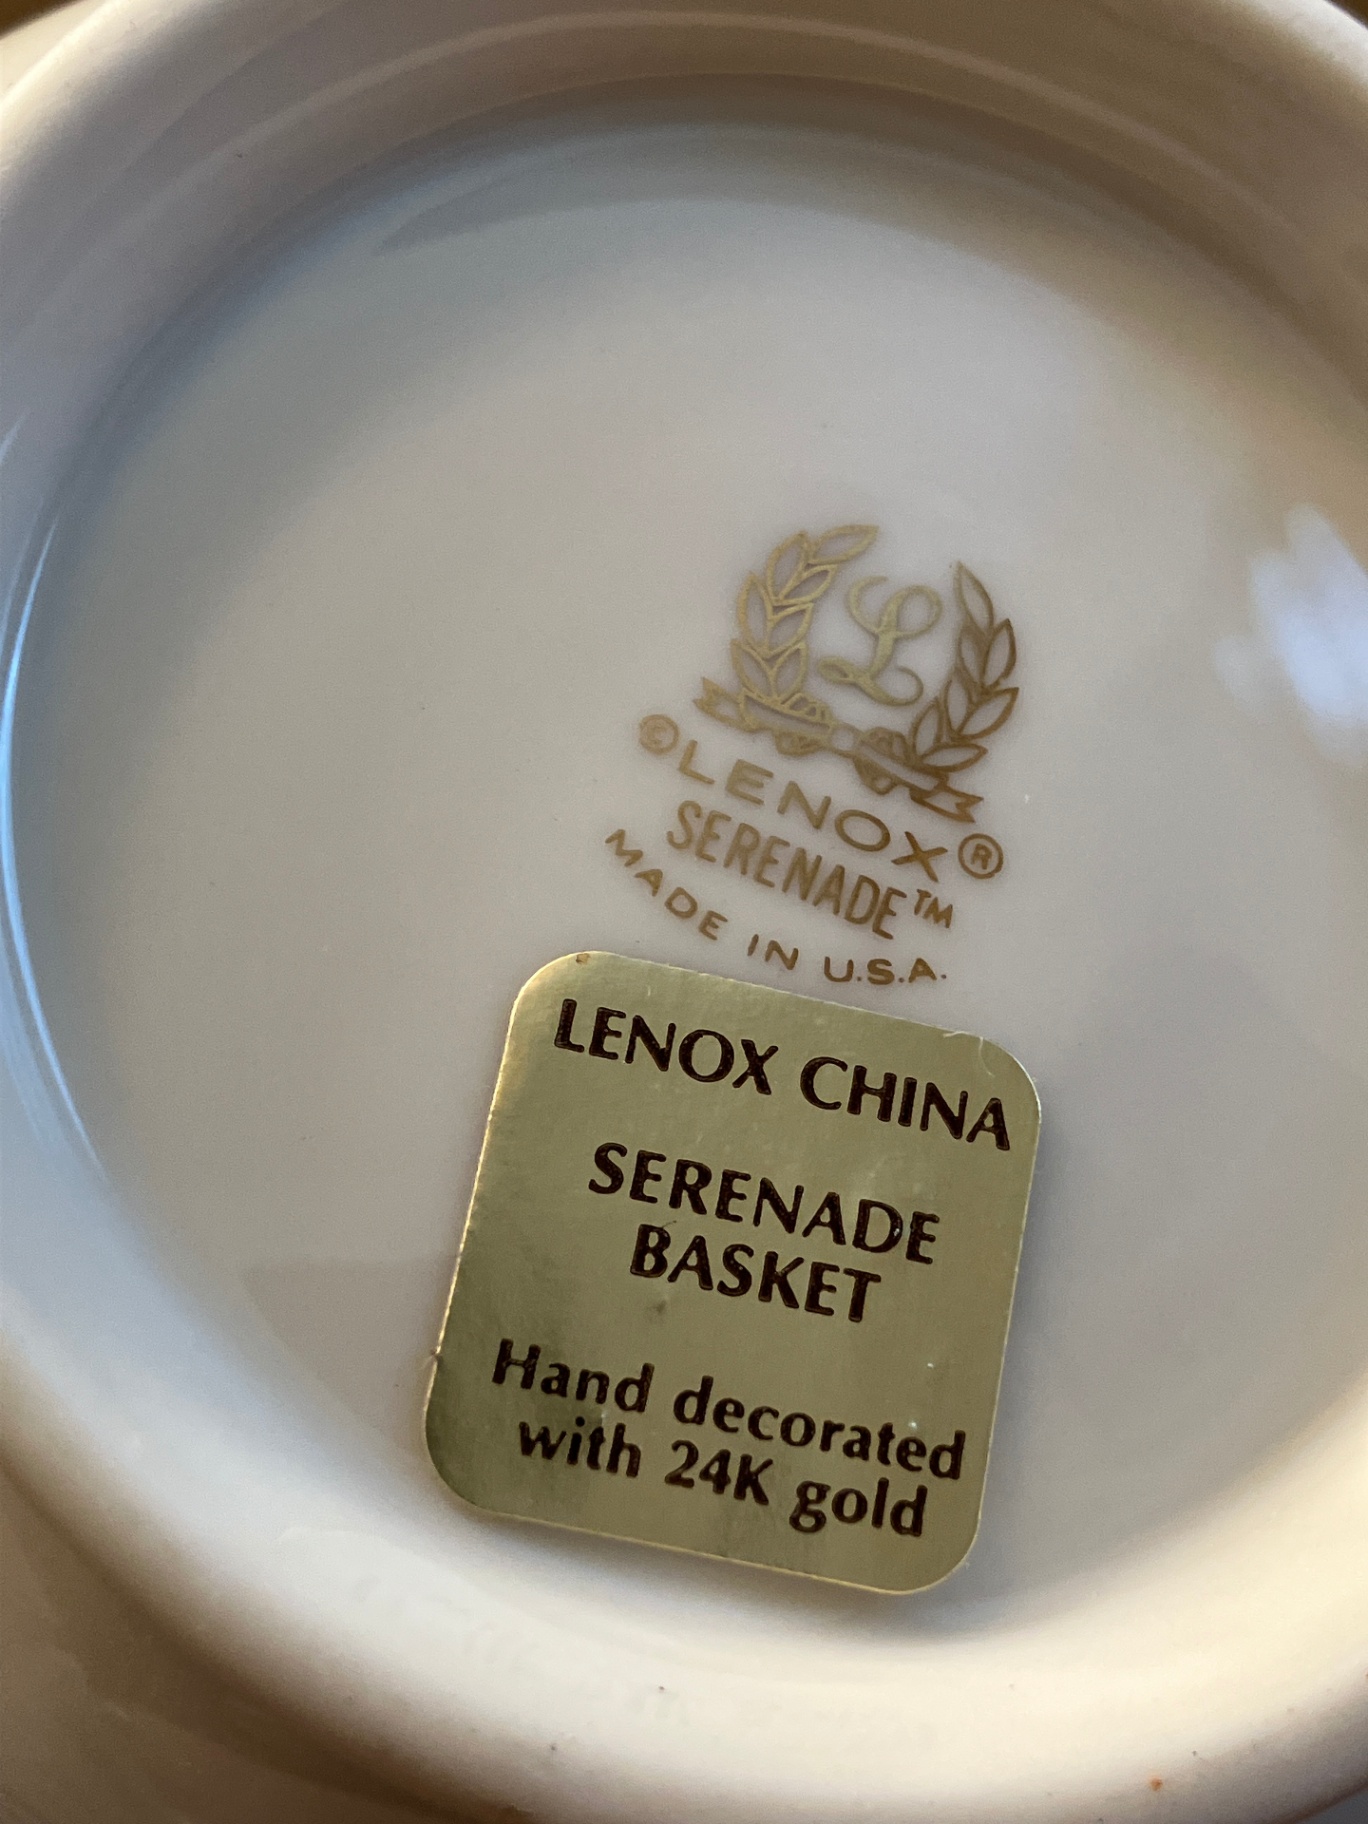 L
©LENOX®
SERENADE™
MADE IN U.S.A.
LENOX CHINA
SERENADE
BASKET
Hand decorated
with 24K gold